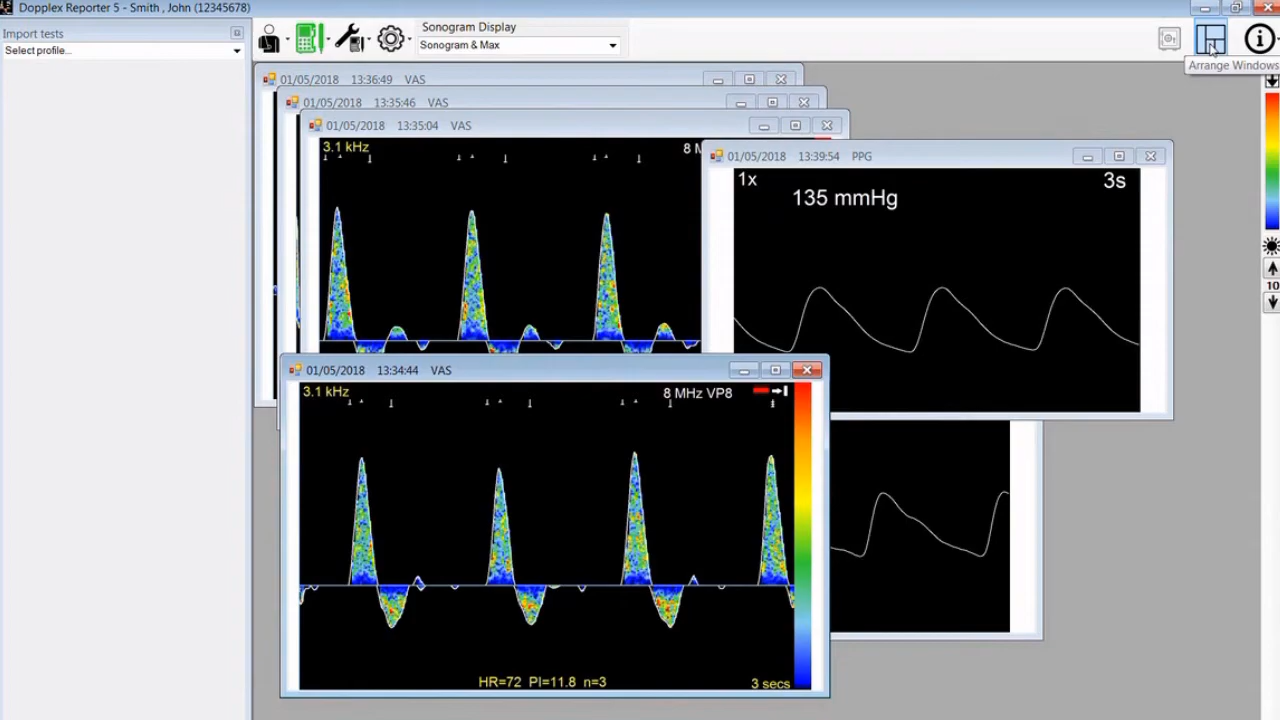 Dopplex Reporter 5 - Smith , John (12345678)
Import tests
Select profile...
Sonogram Display
Sonogram & Max
Arrange Windows
01/05/2018 13:36:49 VAS
01/05/2018 13:35:46 VAS
01/05/2018 13:35:04 VAS
3.1 kHz
8 M
01/05/2018 13:39:54 PPG
1x
135 mmHg
3s
10
01/05/2018 13:34:44 VAS
3.1 kHz
8 MHz VP8
HR=72 PI=11.8 n=3
3 secs